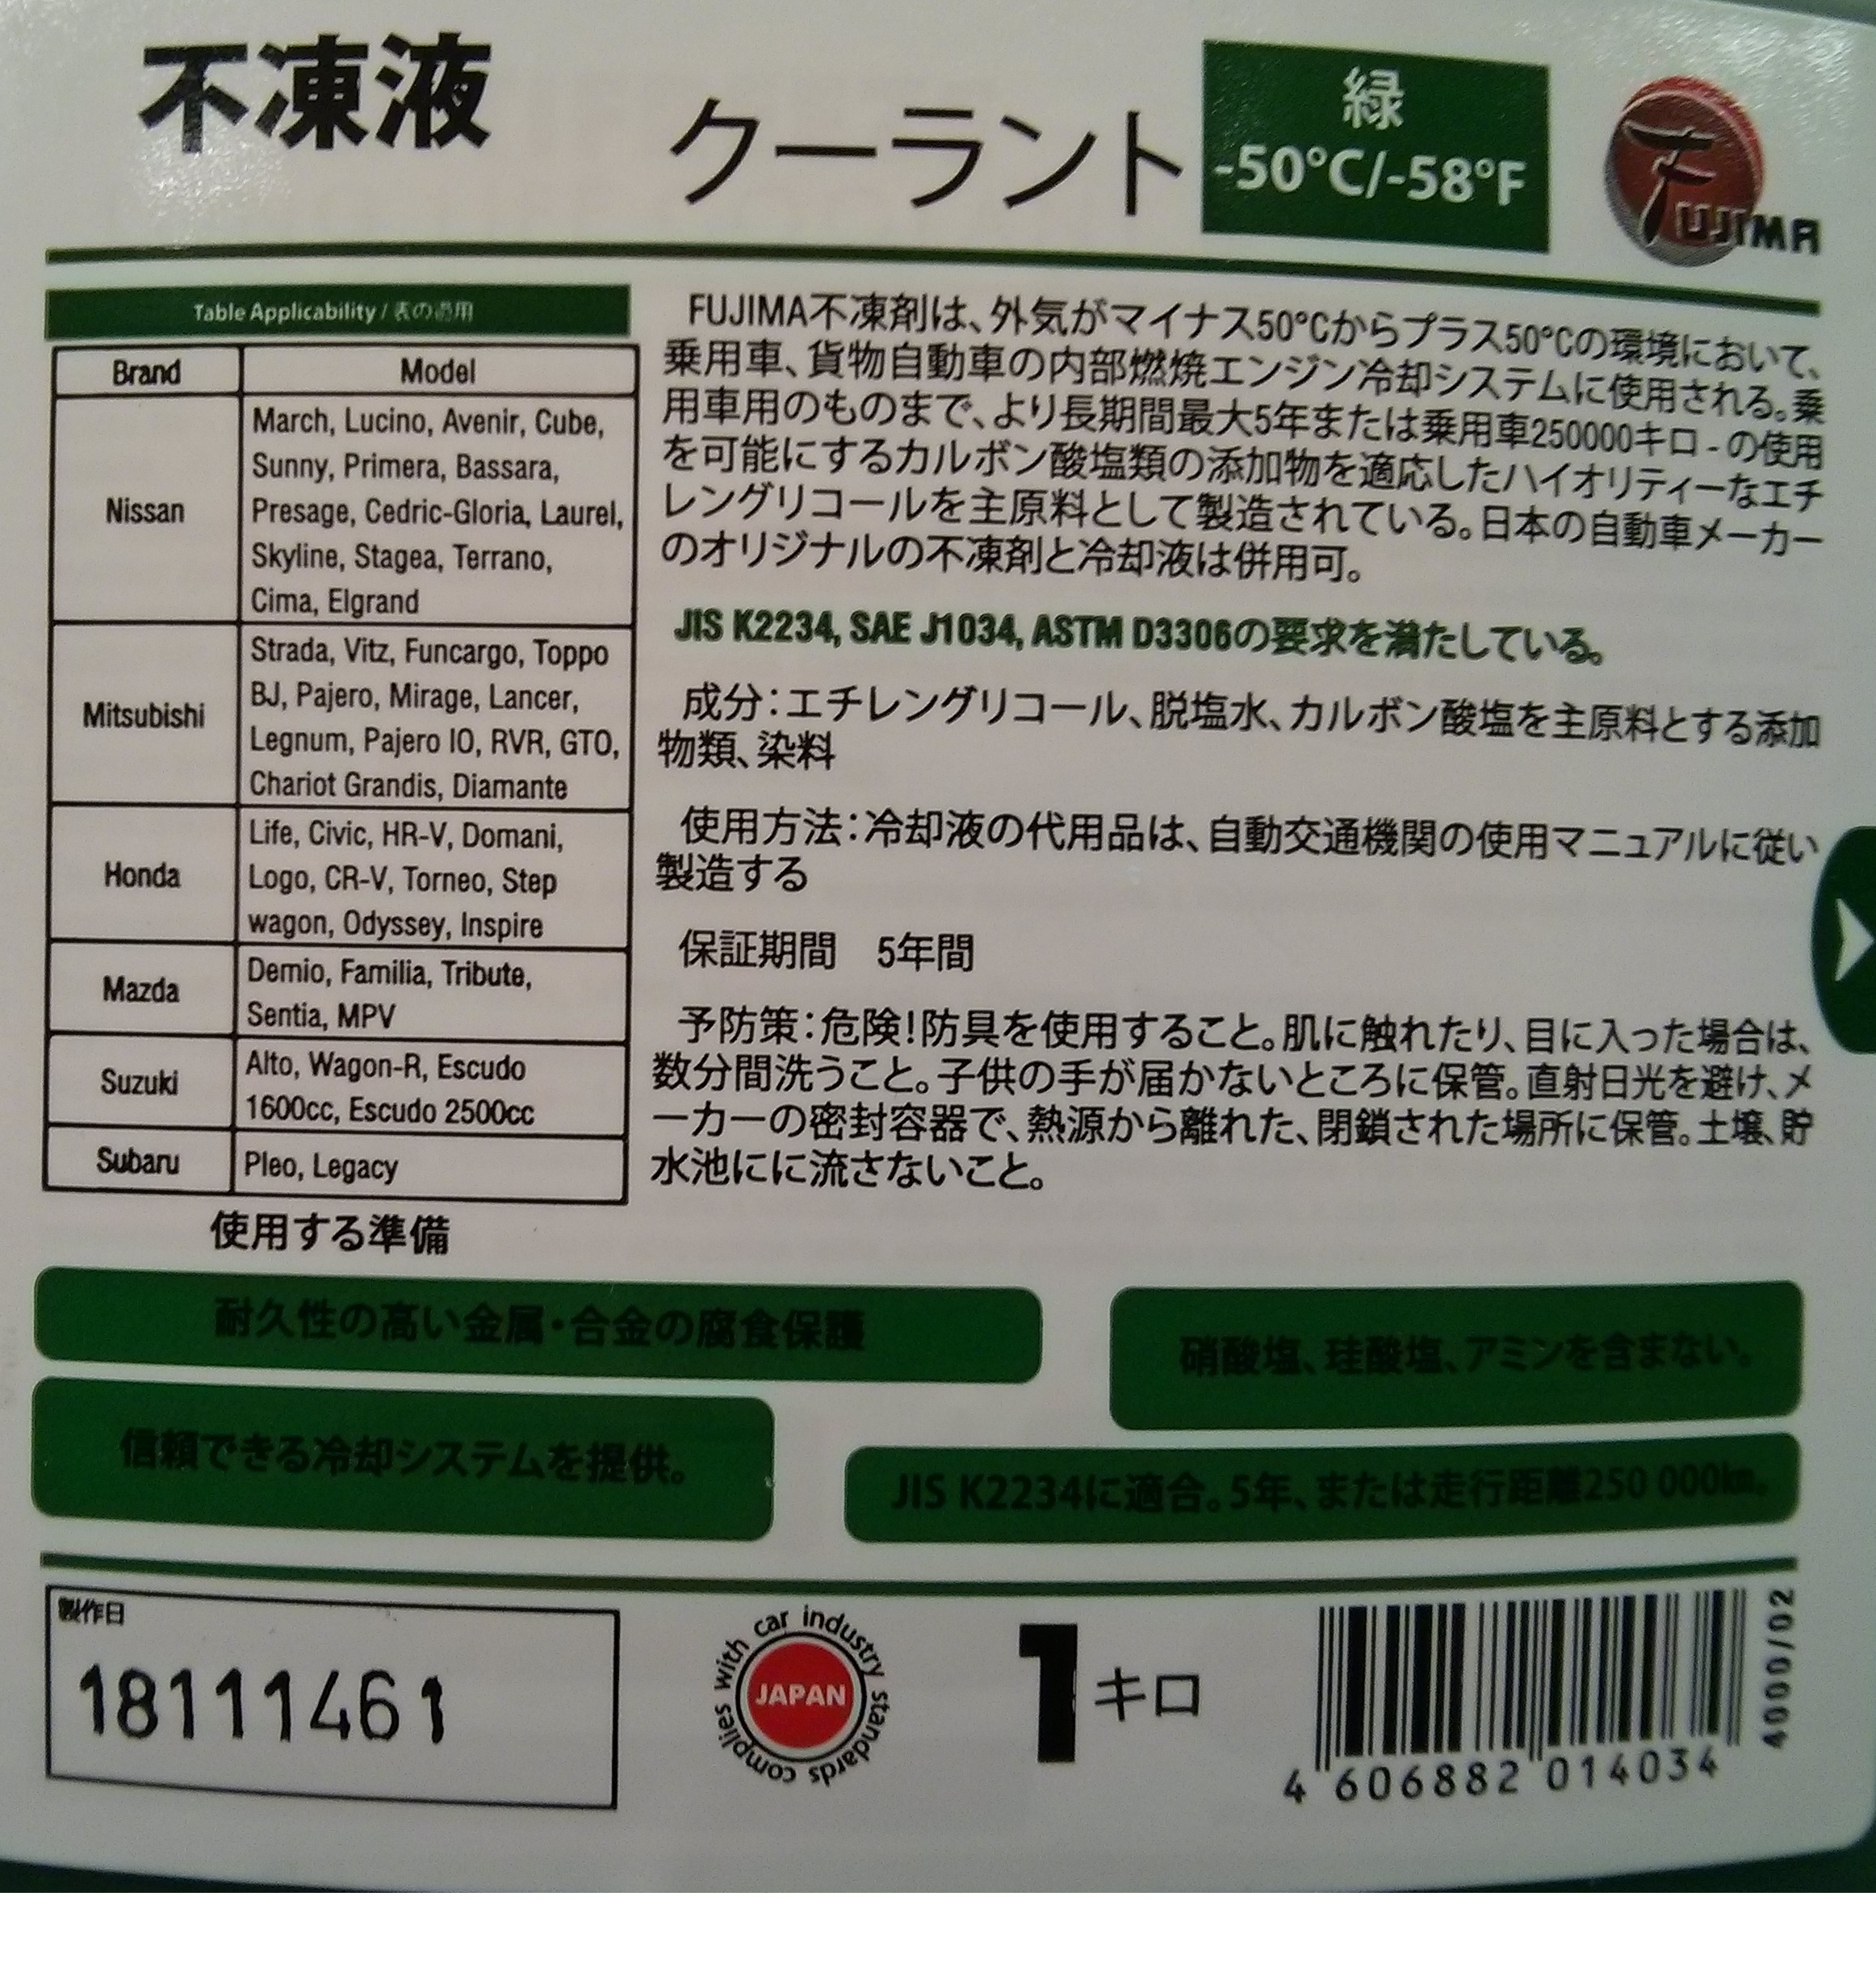 不凍液
クーラント
緑
-50°C/-58°F
FUJIMA
Table Applicability / 表の適用
Brand Model
Nissan
March, Lucino, Avenir, Cube,
Sunny, Primera, Bassara,
Presage, Cedric-Gloria, Laurel,
Skyline, Stagea, Terrano,
Cima, Elgrand
Mitsubishi
Strada, Vitz, Funcargo, Toppo
BJ, Pajero, Mirage, Lancer,
Legnum, Pajero IO, RVR, GTO,
Chariot Grandis, Diamante
Honda
Life, Civic, HR-V, Domani,
Logo, CR-V, Torneo, Step
wagon, Odyssey, Inspire
Mazda
Demio, Familia, Tribute,
Sentia, MPV
Suzuki
Alto, Wagon-R, Escudo
1600cc, Escudo 2500cc
Subaru
Pleo, Legacy
使用する準備
FUJIMA不凍剤は、外気がマイナス50°Cからプラス50°Cの環境において、
乗用車、貨物自動車の内部燃焼エンジン冷却システムに使用される。乗
用車用のものまで、より長期間最大5年または乗用車250000キロ - の使用
を可能にするカルボン酸塩類の添加物を適応したハイオリティーなエチ
レングリコールを主原料として製造されている。日本の自動車メーカー
のオリジナルの不凍剤と冷却液は併用可。
JIS K2234, SAE J1034, ASTM D3306の要求を満たしている。
成分：エチレングリコール、脱塩水、カルボン酸塩を主原料とする添加
物類、染料
使用方法：冷却液の代用品は、自動交通機関の使用マニュアルに従い
製造する
保証期間 5年間
予防策：危険！防具を使用すること。肌に触れたり、目に入った場合は、
数分間洗うこと。子供の手が届かないところに保管。直射日光を避け、メ
ーカーの密封容器で、熱源から離れた、閉鎖された場所に保管。土壌、貯
水池にに流さないこと。
耐久性の高い金属・合金の腐食保護
硝酸塩、珪酸塩、アミンを含まない。
信頼できる冷却システムを提供。
JIS K2234に適合。5年、または走行距離250 000km。
製作日
18111461
complies with car industry standards
JAPAN
1キロ
4 606882 014034
4000/02